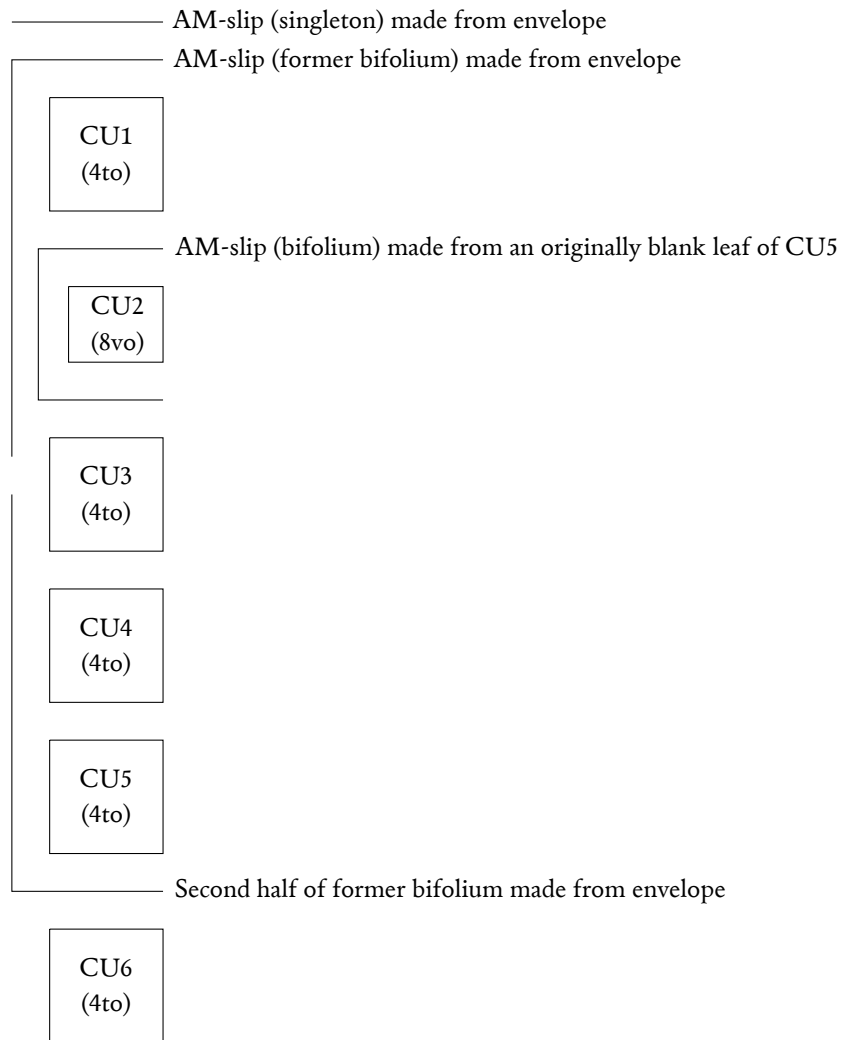 AM-slip (singleton) made from envelope
AM-slip (former bifolium) made from envelope
CU1
(4to)
AM-slip (bifolium) made from an originally blank leaf of CU5
CU2
(8vo)
CU3
(4to)
CU4
(4to)
CU5
(4to)
Second half of former bifolium made from envelope
CU6
(4to)